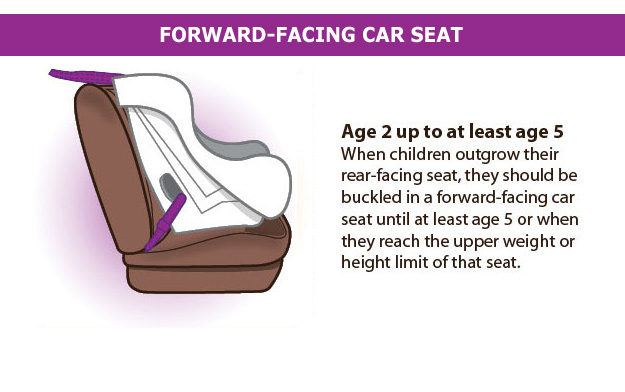 FORWARD-FACING CAR SEAT
Age 2 up to at least age 5
When children outgrow their
rear-facing seat, they should be
buckled in a forward-facing car
seat until at least age 5 or when
they reach the upper weight or
height limit of that seat.